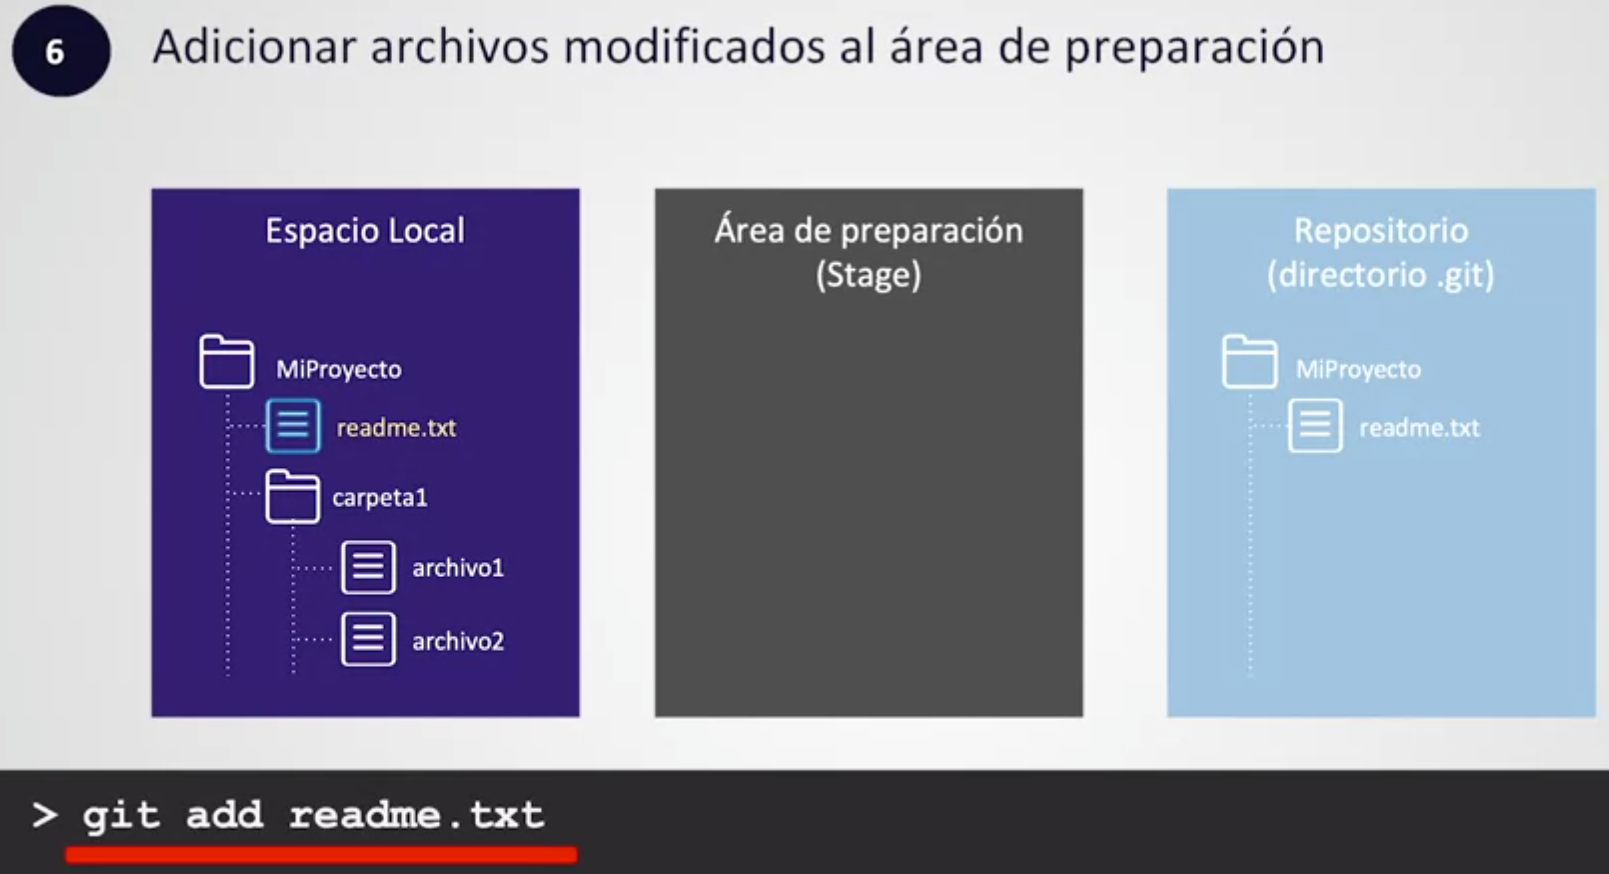 6
Adicionar archivos modificados al área de preparación
Espacio Local
MiProyecto
readme.txt
carpeta1
archivo1
archivo2
Área de preparación
(Stage)
Repositorio
(directorio .git)
MiProyecto
readme.txt
> git add readme.txt